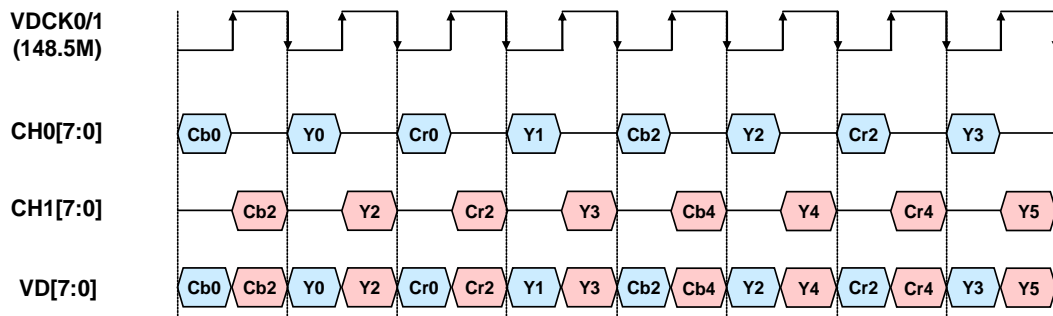 VDCK0/1
(148.5M)
CH0[7:0] Cb0 Y0 Cr0 Y1 Cb2 Y2 Cr2 Y3
CH1[7:0] Cb2 Y2 Cr2 Y3 Cb4 Y4 Cr4 Y5
VD[7:0] Cb0 Cb2 Y0 Y2 Cr0 Cr2 Y1 Y3 Cb2 Cb4 Y2 Y4 Cr2 Cr4 Y3 Y5